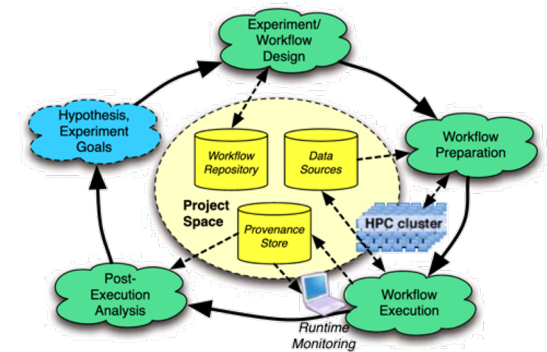 Experiment/
Workflow
Design
Hypothesis,
Experiment
Goals
Workflow
Preparation
Workflow
Repository
Data
Sources
Project
Space
Provenance
Store
HPC cluster
Post-
Execution
Analysis
Workflow
Execution
Runtime
Monitoring